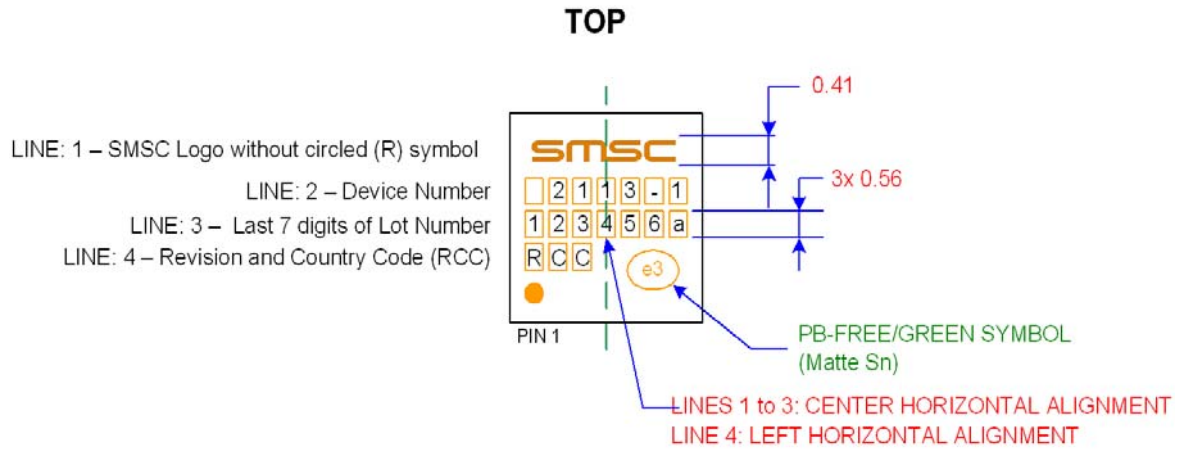 TOP
0.41
LINE: 1 – SMSC Logo without circled (R) symbol
SMSC
3x 0.56
LINE: 2 – Device Number
2113-1
LINE: 3 – Last 7 digits of Lot Number
123456a
LINE: 4 – Revision and Country Code (RCC)
RCC
e3
PIN 1
PB-FREE/GREEN SYMBOL
(Matte Sn)
LINES 1 to 3: CENTER HORIZONTAL ALIGNMENT
LINE 4: LEFT HORIZONTAL ALIGNMENT